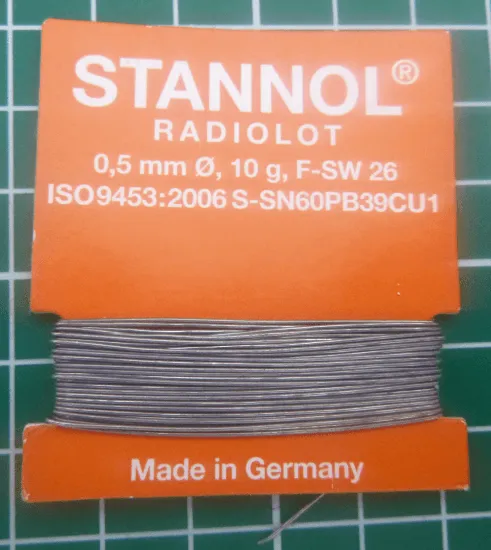 STANNOL®
RADIOLOT
0,5 mm Ø, 10 g, F-SW 26
ISO9453:2006 S-SN60PB39CU1
Made in Germany